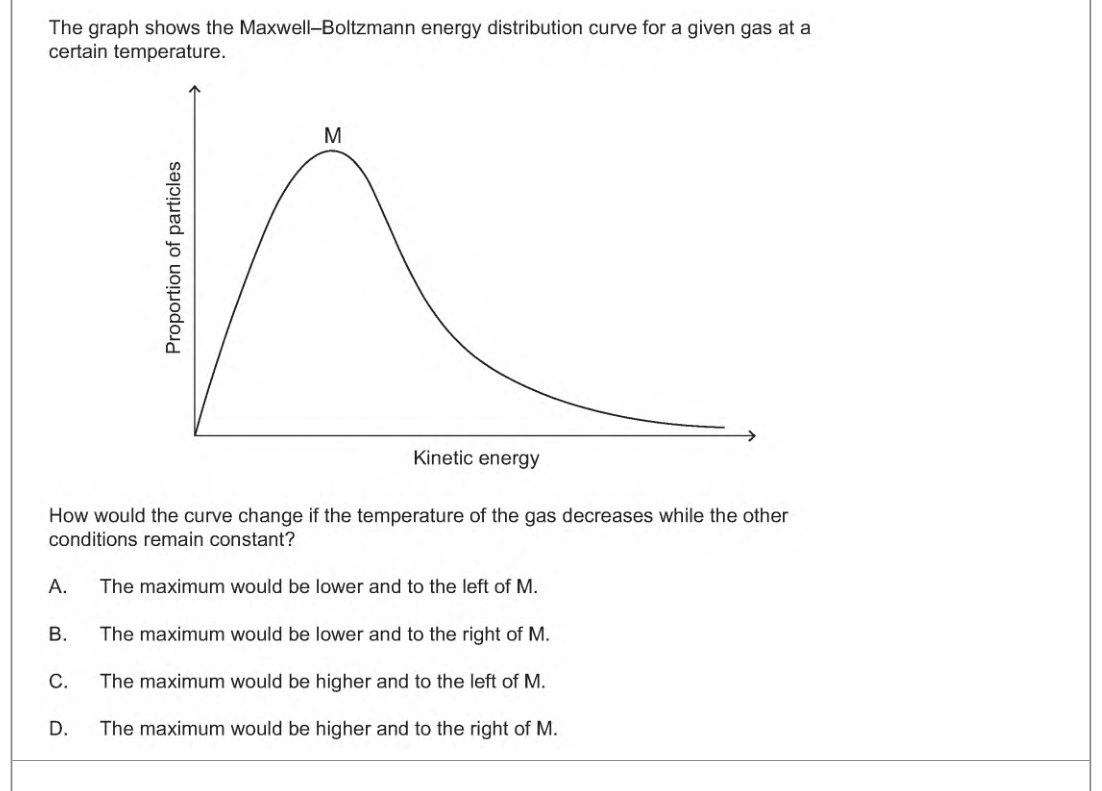 The graph shows the Maxwell–Boltzmann energy distribution curve for a given gas at a
certain temperature.
M
Proportion of particles
Kinetic energy
How would the curve change if the temperature of the gas decreases while the other
conditions remain constant?
A. The maximum would be lower and to the left of M.
B. The maximum would be lower and to the right of M.
C. The maximum would be higher and to the left of M.
D. The maximum would be higher and to the right of M.